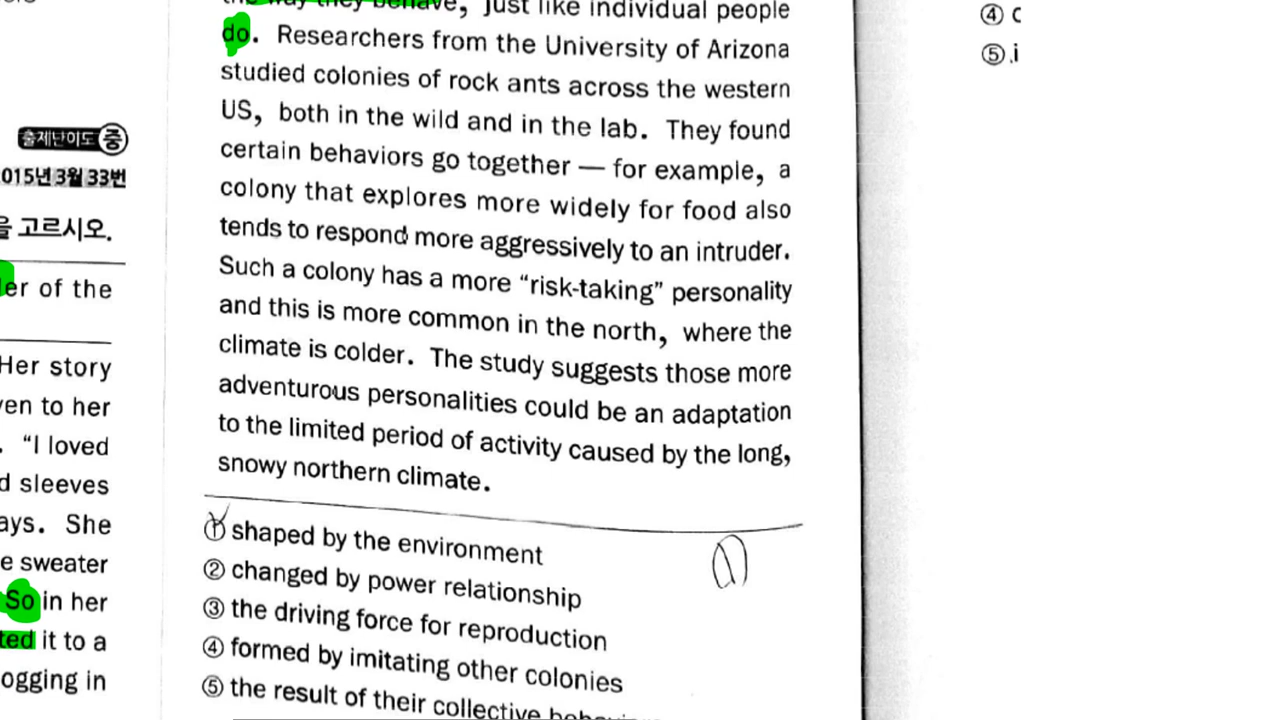 출제난이도 중
015년 3월 33번
을 고르시오.
er of the
Her story
ven to her
. “I loved
d sleeves
ays. She
e sweater
So in her
ted it to a
ogging in
the way they behave, just like individual people
do. Researchers from the University of Arizona
studied colonies of rock ants across the western
US, both in the wild and in the lab. They found
certain behaviors go together — for example, a
colony that explores more widely for food also
tends to respond more aggressively to an intruder.
Such a colony has a more “risk-taking” personality
and this is more common in the north, where the
climate is colder. The study suggests those more
adventurous personalities could be an adaptation
to the limited period of activity caused by the long,
snowy northern climate.
① shaped by the environment
② changed by power relationship
③ the driving force for reproduction
④ formed by imitating other colonies
⑤ the result of their collective
④
⑤ i